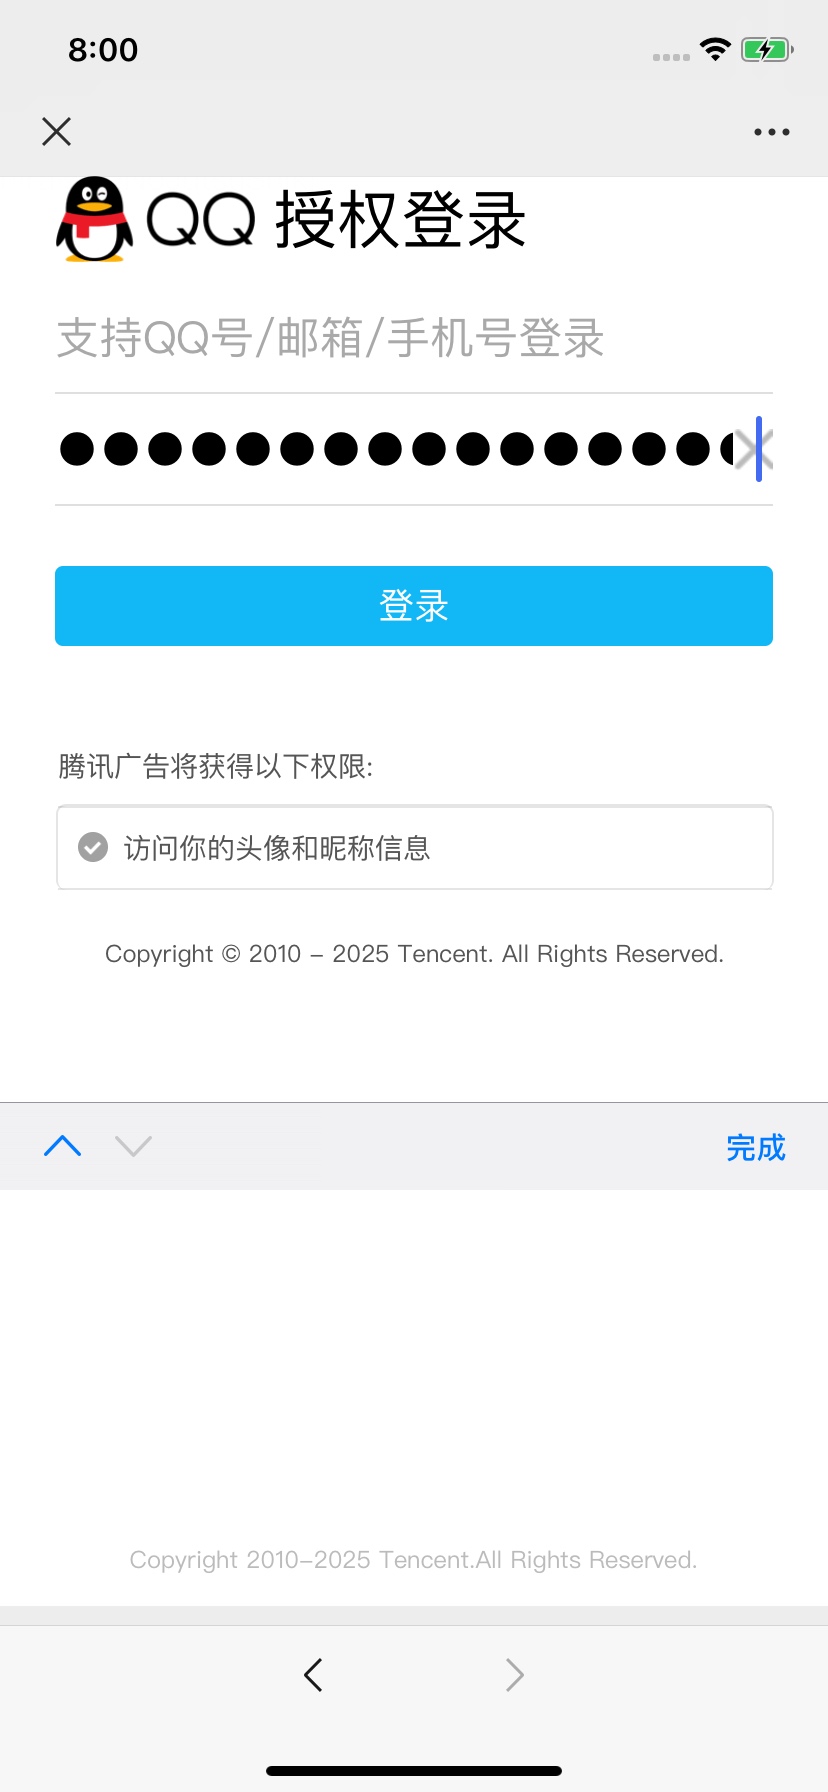 8:00
QQ 授权登录
支持QQ号/邮箱/手机号登录
登录
腾讯广告将获得以下权限:
访问你的头像和昵称信息
Copyright © 2010 - 2025 Tencent. All Rights Reserved.
完成
Copyright 2010-2025 Tencent.All Rights Reserved.